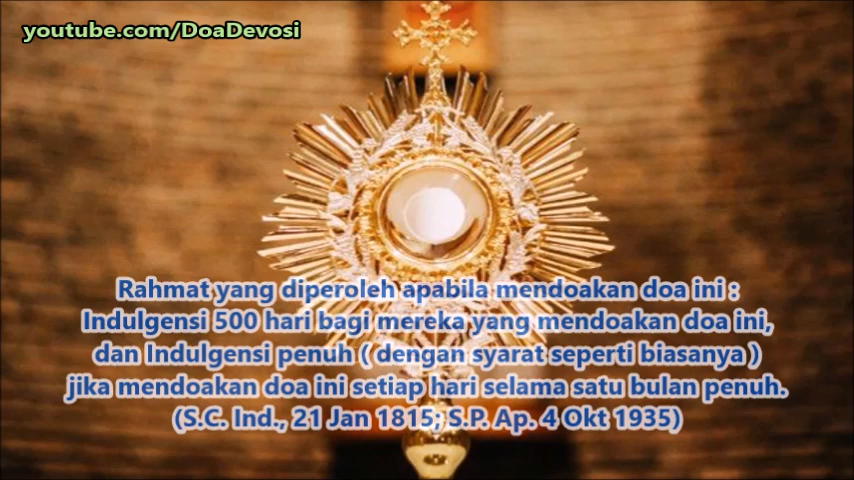 youtube.com/DoaDevosi
Rahmat yang diperoleh apabila mendoakan doa ini :
Indulgensi 500 hari bagi mereka yang mendoakan doa ini,
dan Indulgensi penuh ( dengan syarat seperti biasanya )
jika mendoakan doa ini setiap hari selama satu bulan penuh.
(S.C. Ind., 21 Jan 1815; S.P. Ap. 4 Okt 1935)